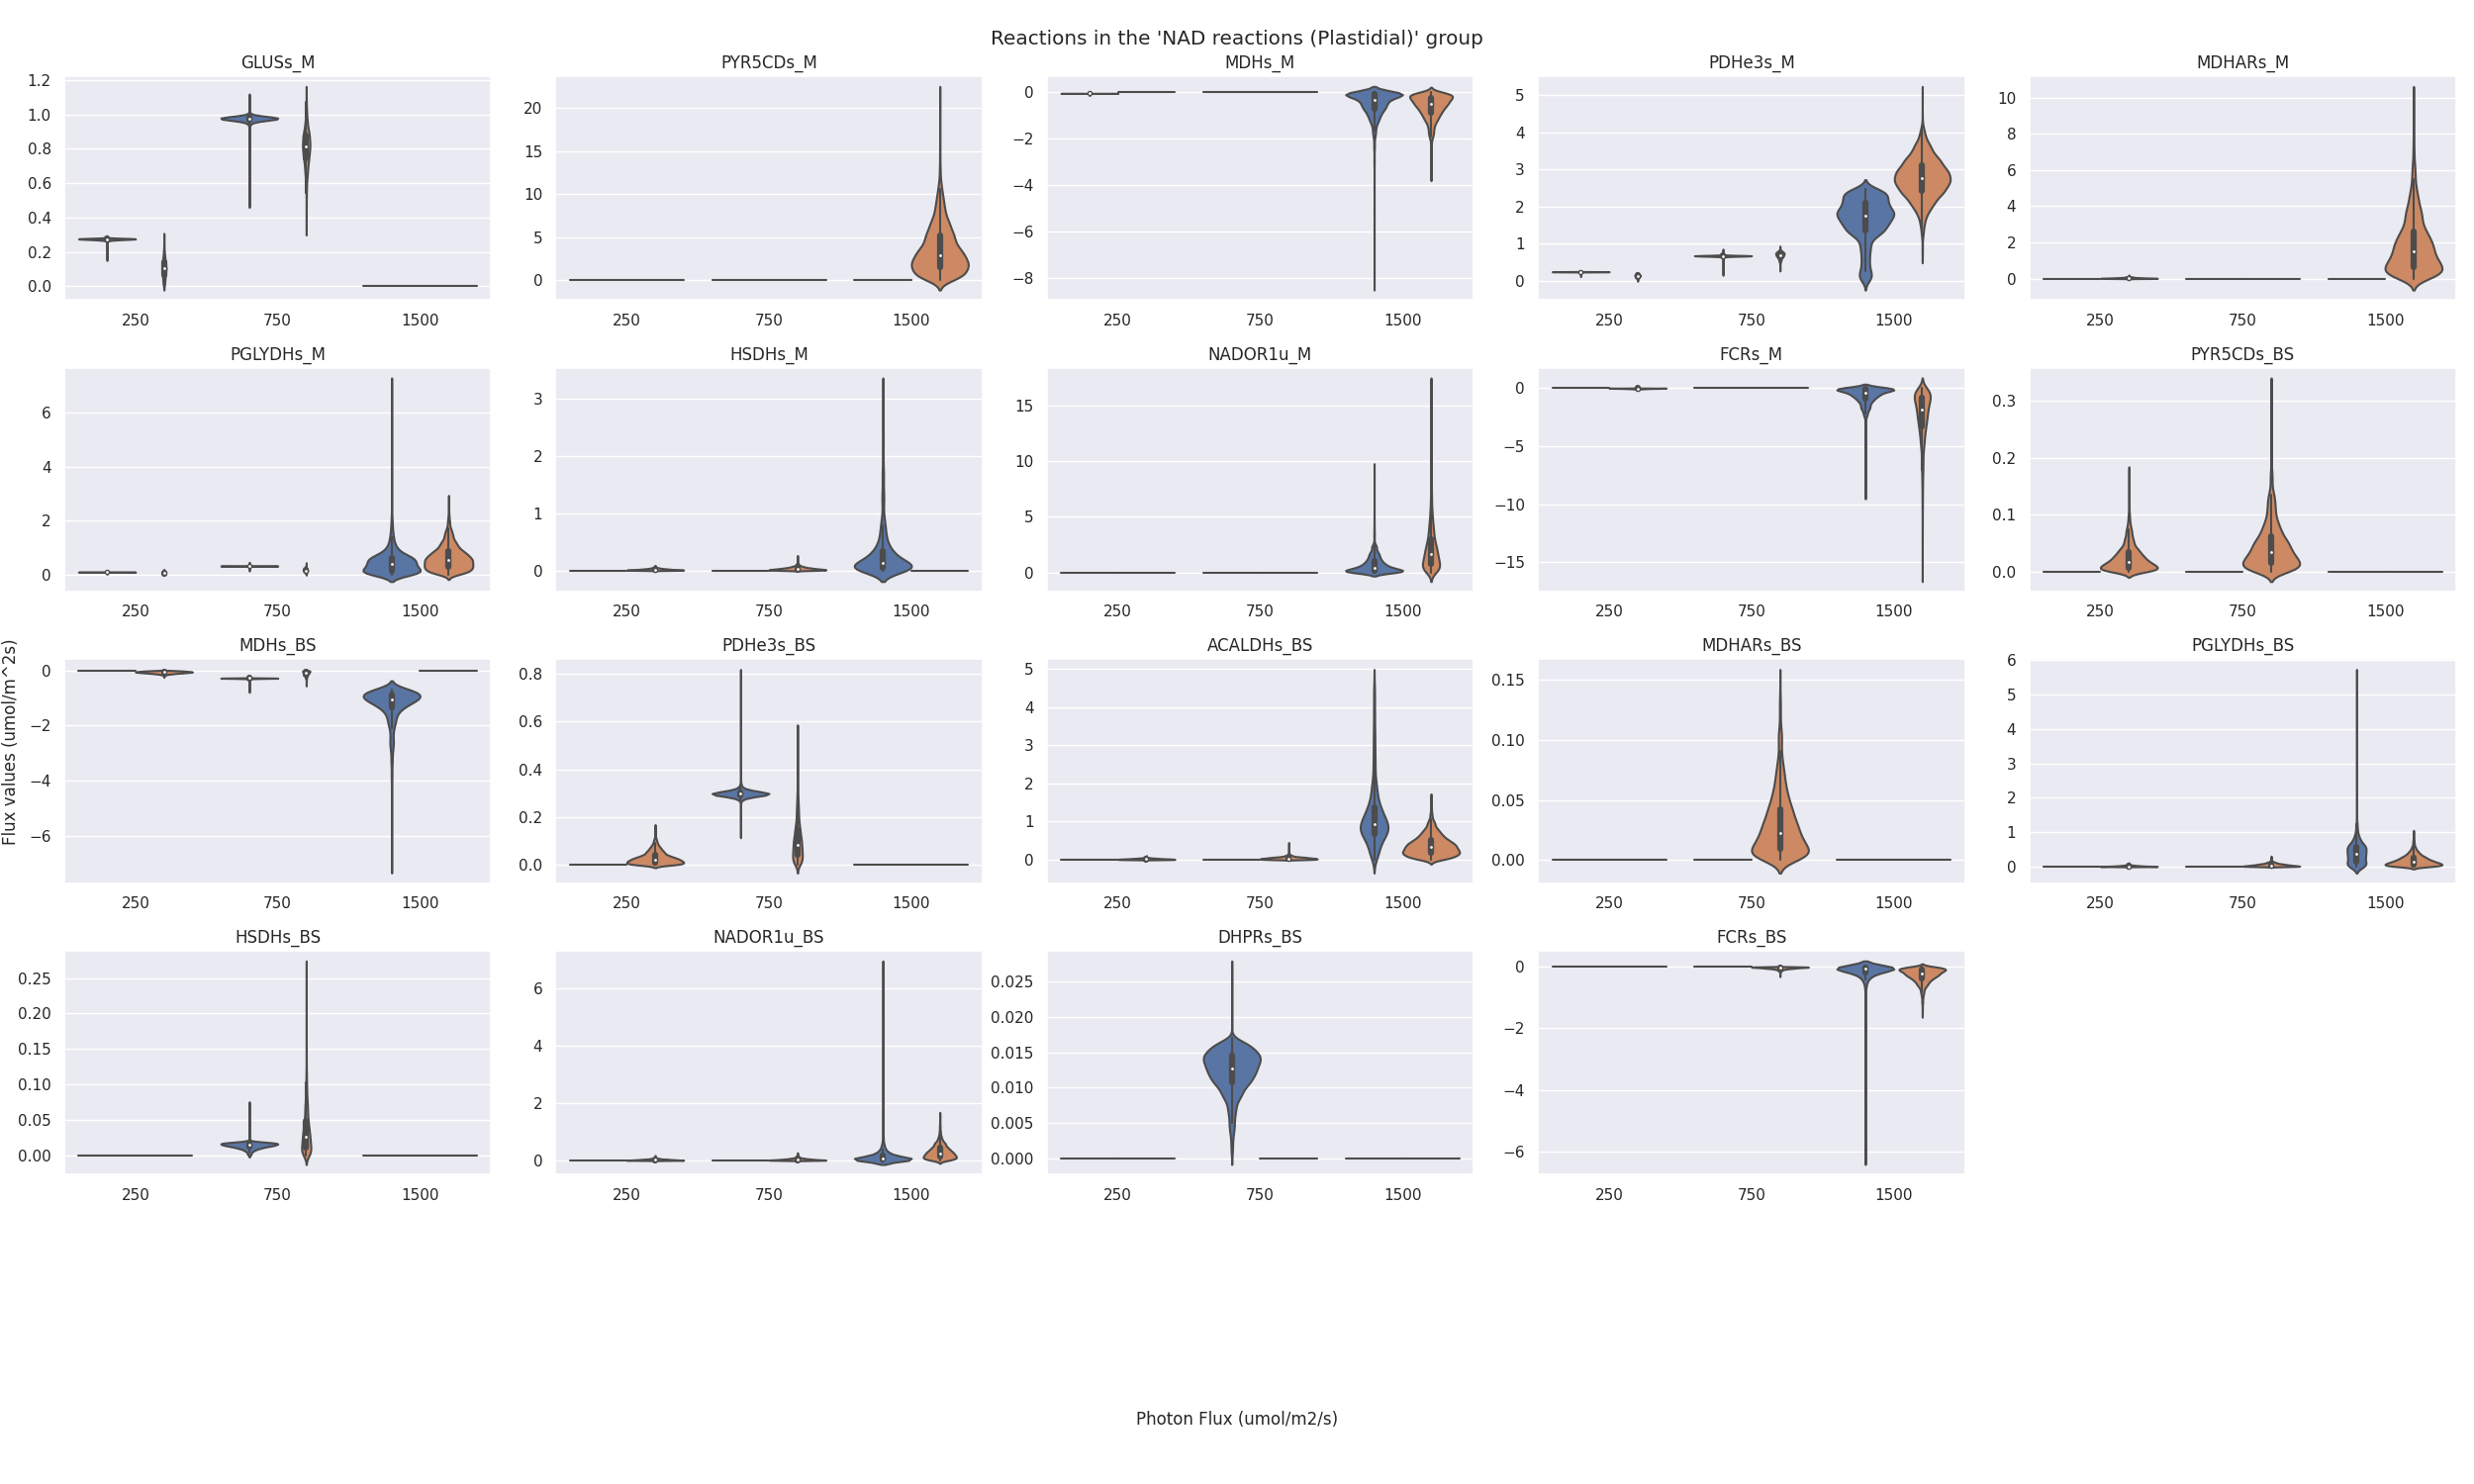 Reactions in the 'NAD reactions (Plastidial)' group
GLUSs_M
1.2
1.0
0.8
0.6
0.4
0.2
0.0
250 750 1500
PYR5CDs_M
20
15
10
5
0
250 750 1500
MDHs_M
0
−2
−4
−6
−8
250 750 1500
PDHe3s_M
5
4
3
2
1
0
250 750 1500
MDHARs_M
10
8
6
4
2
0
250 750 1500
PGLYDHs_M
6
4
2
0
250 750 1500
HSDHs_M
3
2
1
0
250 750 1500
NADOR1u_M
15
10
5
0
250 750 1500
FCRs_M
0
−5
−10
−15
250 750 1500
PYR5CDs_BS
0.3
0.2
0.1
0.0
250 750 1500
Flux values (umol/m^2s)
MDHs_BS
0
−2
−4
−6
250 750 1500
PDHe3s_BS
0.8
0.6
0.4
0.2
0.0
250 750 1500
ACALDHs_BS
5
4
3
2
1
0
250 750 1500
MDHARs_BS
0.15
0.10
0.05
0.00
250 750 1500
PGLYDHs_BS
6
5
4
3
2
1
0
250 750 1500
HSDHs_BS
0.25
0.20
0.15
0.10
0.05
0.00
250 750 1500
NADOR1u_BS
6
4
2
0
250 750 1500
DHPRs_BS
0.025
0.020
0.015
0.010
0.005
0.000
250 750 1500
FCRs_BS
0
−2
−4
−6
250 750 1500
Photon Flux (umol/m2/s)